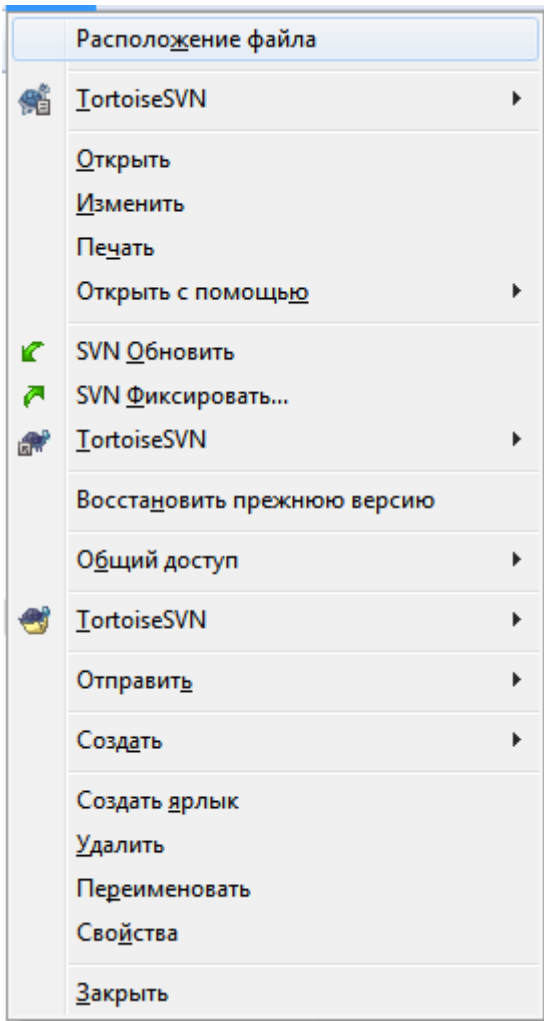 Расположение файла
TortoiseSVN
Открыть
Изменить
Печать
Открыть с помощью
SVN Обновить
SVN Фиксировать...
TortoiseSVN
Восстановить прежнюю версию
Общий доступ
TortoiseSVN
Отправить
Создать
Создать ярлык
Удалить
Переименовать
Свойства
Закрыть